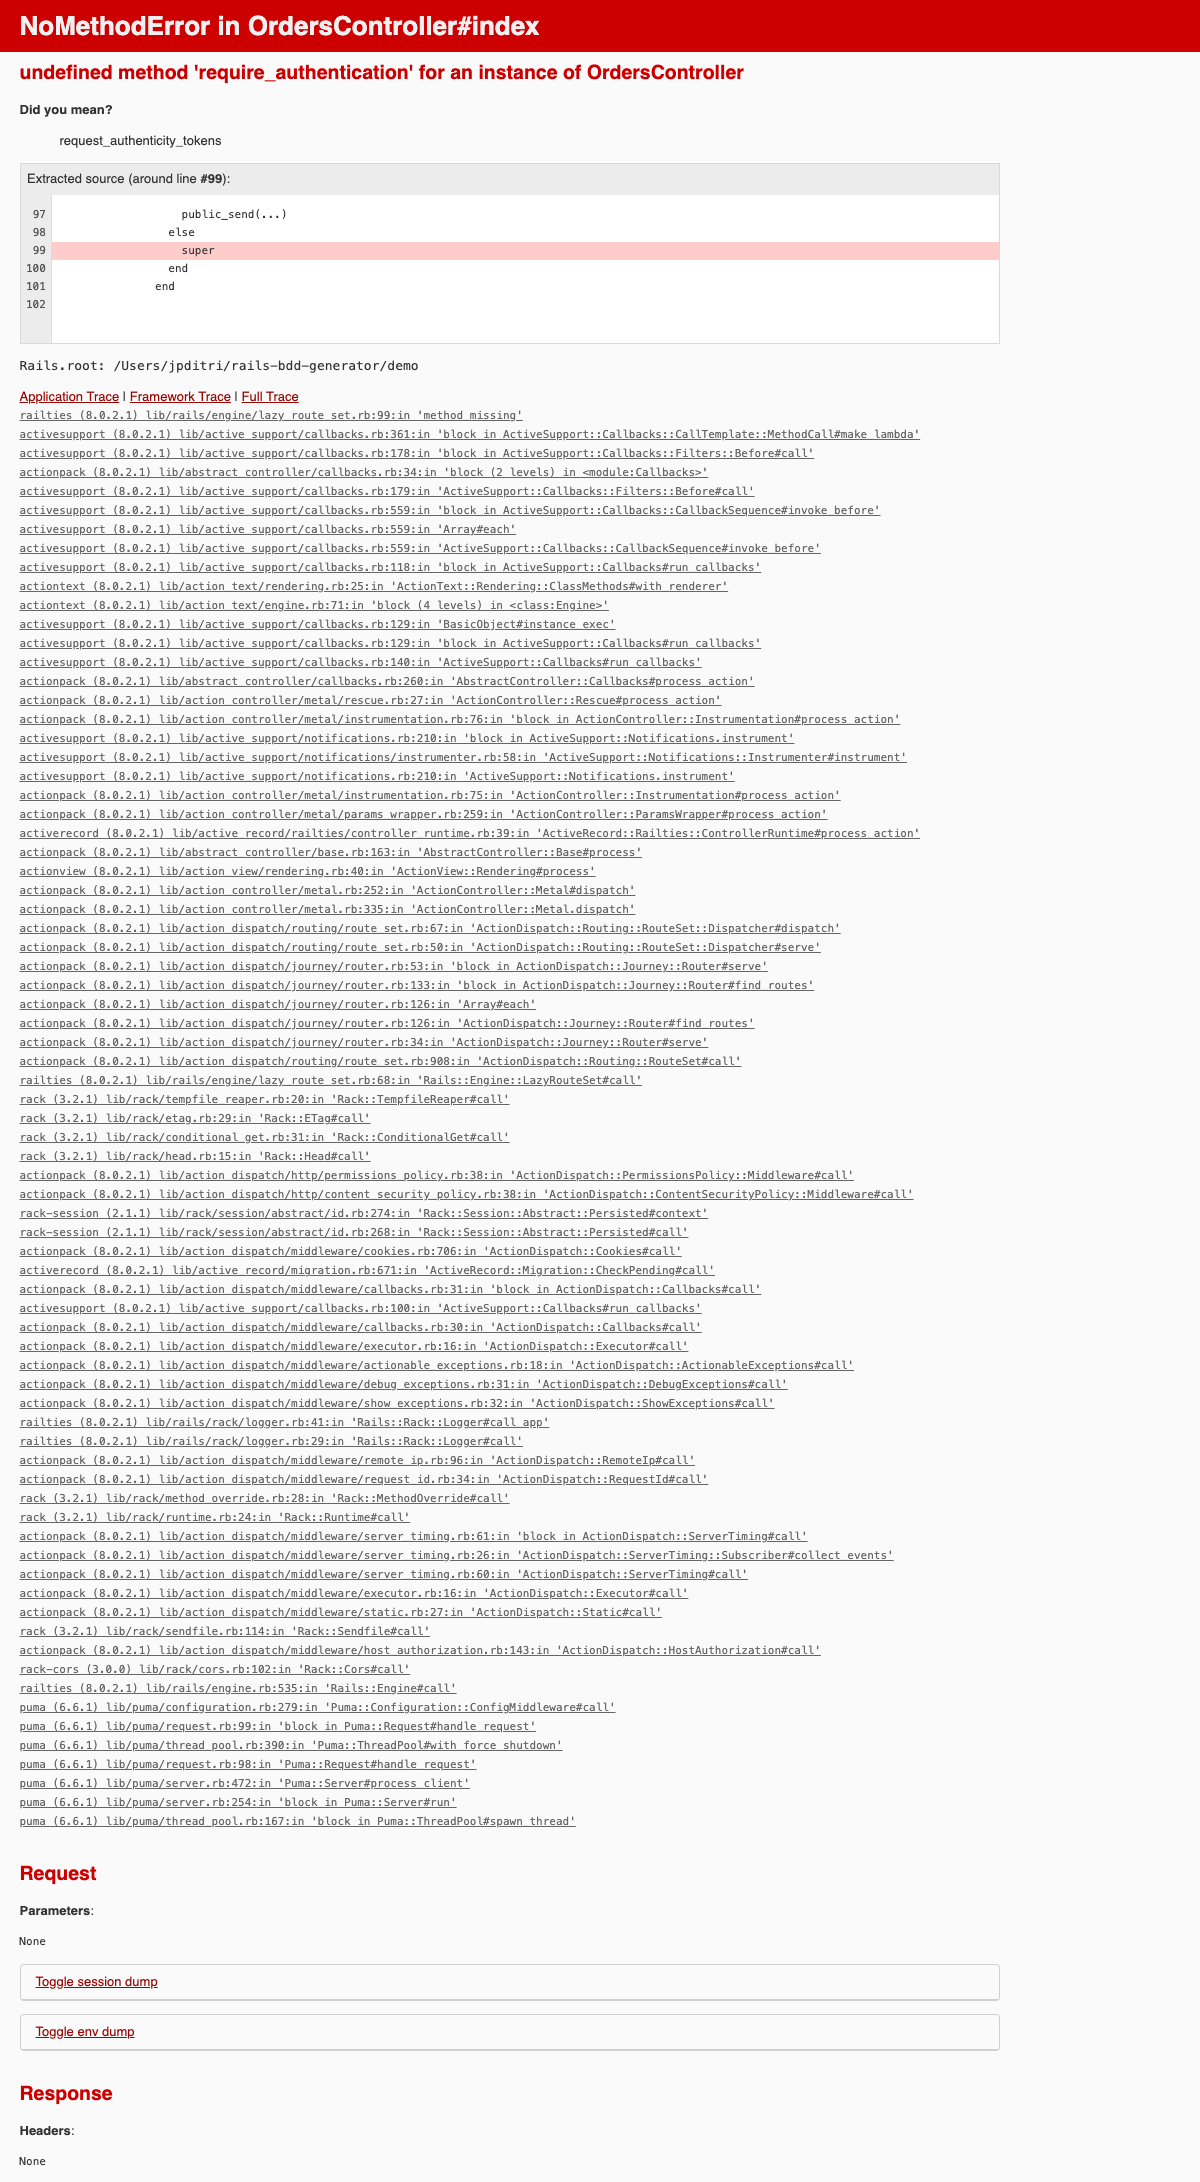 NoMethodError in OrdersController#index
undefined method 'require_authentication' for an instance of OrdersController
Did you mean?
request_authenticity_tokens
Extracted source (around line #99):
97 public_send(...)
98 else
99 super
100 end
101 end
102
Rails.root: /Users/jpditri/rails-bdd-generator/demo
Application Trace | Framework Trace | Full Trace
railties (8.0.2.1) lib/rails/engine/lazy_route_set.rb:99:in 'method_missing'
activesupport (8.0.2.1) lib/active_support/callbacks.rb:361:in 'block in ActiveSupport::Callbacks::CallTemplate::MethodCall#make_lambda'
activesupport (8.0.2.1) lib/active_support/callbacks.rb:178:in 'block in ActiveSupport::Callbacks::Filters::Before#call'
actionpack (8.0.2.1) lib/abstract_controller/callbacks.rb:34:in 'block (2 levels) in <module:Callbacks>'
activesupport (8.0.2.1) lib/active_support/callbacks.rb:179:in 'ActiveSupport::Callbacks::Filters::Before#call'
activesupport (8.0.2.1) lib/active_support/callbacks.rb:559:in 'block in ActiveSupport::Callbacks::CallbackSequence#invoke_before'
activesupport (8.0.2.1) lib/active_support/callbacks.rb:559:in 'Array#each'
activesupport (8.0.2.1) lib/active_support/callbacks.rb:559:in 'ActiveSupport::Callbacks::CallbackSequence#invoke_before'
activesupport (8.0.2.1) lib/active_support/callbacks.rb:118:in 'block in ActiveSupport::Callbacks#run_callbacks'
actiontext (8.0.2.1) lib/action_text/rendering.rb:25:in 'ActionText::Rendering::ClassMethods#with_renderer'
actiontext (8.0.2.1) lib/action_text/engine.rb:71:in 'block (4 levels) in <class:Engine>'
activesupport (8.0.2.1) lib/active_support/callbacks.rb:129:in 'BasicObject#instance_exec'
activesupport (8.0.2.1) lib/active_support/callbacks.rb:129:in 'block in ActiveSupport::Callbacks#run_callbacks'
activesupport (8.0.2.1) lib/active_support/callbacks.rb:140:in 'ActiveSupport::Callbacks#run_callbacks'
actionpack (8.0.2.1) lib/abstract_controller/callbacks.rb:260:in 'AbstractController::Callbacks#process_action'
actionpack (8.0.2.1) lib/action_controller/metal/rescue.rb:27:in 'ActionController::Rescue#process_action'
actionpack (8.0.2.1) lib/action_controller/metal/instrumentation.rb:76:in 'block in ActionController::Instrumentation#process_action'
activesupport (8.0.2.1) lib/active_support/notifications.rb:210:in 'block in ActiveSupport::Notifications.instrument'
activesupport (8.0.2.1) lib/active_support/notifications/instrumenter.rb:58:in 'ActiveSupport::Notifications::Instrumenter#instrument'
activesupport (8.0.2.1) lib/active_support/notifications.rb:210:in 'ActiveSupport::Notifications.instrument'
actionpack (8.0.2.1) lib/action_controller/metal/instrumentation.rb:75:in 'ActionController::Instrumentation#process_action'
actionpack (8.0.2.1) lib/action_controller/metal/params_wrapper.rb:259:in 'ActionController::ParamsWrapper#process_action'
activerecord (8.0.2.1) lib/active_record/railties/controller_runtime.rb:39:in 'ActiveRecord::Railties::ControllerRuntime#process_action'
actionpack (8.0.2.1) lib/abstract_controller/base.rb:163:in 'AbstractController::Base#process'
actionview (8.0.2.1) lib/action_view/rendering.rb:40:in 'ActionView::Rendering#process'
actionpack (8.0.2.1) lib/action_controller/metal.rb:252:in 'ActionController::Metal#dispatch'
actionpack (8.0.2.1) lib/action_controller/metal.rb:335:in 'ActionController::Metal.dispatch'
actionpack (8.0.2.1) lib/action_dispatch/routing/route_set.rb:67:in 'ActionDispatch::Routing::RouteSet::Dispatcher#dispatch'
actionpack (8.0.2.1) lib/action_dispatch/routing/route_set.rb:50:in 'ActionDispatch::Routing::RouteSet::Dispatcher#serve'
actionpack (8.0.2.1) lib/action_dispatch/journey/router.rb:53:in 'block in ActionDispatch::Journey::Router#serve'
actionpack (8.0.2.1) lib/action_dispatch/journey/router.rb:133:in 'block in ActionDispatch::Journey::Router#find_routes'
actionpack (8.0.2.1) lib/action_dispatch/journey/router.rb:126:in 'Array#each'
actionpack (8.0.2.1) lib/action_dispatch/journey/router.rb:126:in 'ActionDispatch::Journey::Router#find_routes'
actionpack (8.0.2.1) lib/action_dispatch/journey/router.rb:34:in 'ActionDispatch::Journey::Router#serve'
actionpack (8.0.2.1) lib/action_dispatch/routing/route_set.rb:908:in 'ActionDispatch::Routing::RouteSet#call'
railties (8.0.2.1) lib/rails/engine/lazy_route_set.rb:68:in 'Rails::Engine::LazyRouteSet#call'
rack (3.2.1) lib/rack/tempfile_reaper.rb:20:in 'Rack::TempfileReaper#call'
rack (3.2.1) lib/rack/etag.rb:29:in 'Rack::ETag#call'
rack (3.2.1) lib/rack/conditional_get.rb:31:in 'Rack::ConditionalGet#call'
rack (3.2.1) lib/rack/head.rb:15:in 'Rack::Head#call'
actionpack (8.0.2.1) lib/action_dispatch/http/permissions_policy.rb:38:in 'ActionDispatch::PermissionsPolicy::Middleware#call'
actionpack (8.0.2.1) lib/action_dispatch/http/content_security_policy.rb:38:in 'ActionDispatch::ContentSecurityPolicy::Middleware#call'
rack-session (2.1.1) lib/rack/session/abstract/id.rb:274:in 'Rack::Session::Abstract::Persisted#context'
rack-session (2.1.1) lib/rack/session/abstract/id.rb:268:in 'Rack::Session::Abstract::Persisted#call'
actionpack (8.0.2.1) lib/action_dispatch/middleware/cookies.rb:706:in 'ActionDispatch::Cookies#call'
activerecord (8.0.2.1) lib/active_record/migration.rb:671:in 'ActiveRecord::Migration::CheckPending#call'
actionpack (8.0.2.1) lib/action_dispatch/middleware/callbacks.rb:31:in 'block in ActionDispatch::Callbacks#call'
activesupport (8.0.2.1) lib/active_support/callbacks.rb:100:in 'ActiveSupport::Callbacks#run_callbacks'
actionpack (8.0.2.1) lib/action_dispatch/middleware/callbacks.rb:30:in 'ActionDispatch::Callbacks#call'
actionpack (8.0.2.1) lib/action_dispatch/middleware/executor.rb:16:in 'ActionDispatch::Executor#call'
actionpack (8.0.2.1) lib/action_dispatch/middleware/actionable_exceptions.rb:18:in 'ActionDispatch::ActionableExceptions#call'
actionpack (8.0.2.1) lib/action_dispatch/middleware/debug_exceptions.rb:31:in 'ActionDispatch::DebugExceptions#call'
actionpack (8.0.2.1) lib/action_dispatch/middleware/show_exceptions.rb:32:in 'ActionDispatch::ShowExceptions#call'
railties (8.0.2.1) lib/rails/rack/logger.rb:41:in 'Rails::Rack::Logger#call_app'
railties (8.0.2.1) lib/rails/rack/logger.rb:29:in 'Rails::Rack::Logger#call'
actionpack (8.0.2.1) lib/action_dispatch/middleware/remote_ip.rb:96:in 'ActionDispatch::RemoteIp#call'
actionpack (8.0.2.1) lib/action_dispatch/middleware/request_id.rb:34:in 'ActionDispatch::RequestId#call'
rack (3.2.1) lib/rack/method_override.rb:28:in 'Rack::MethodOverride#call'
rack (3.2.1) lib/rack/runtime.rb:24:in 'Rack::Runtime#call'
actionpack (8.0.2.1) lib/action_dispatch/middleware/server_timing.rb:61:in 'block in ActionDispatch::ServerTiming#call'
actionpack (8.0.2.1) lib/action_dispatch/middleware/server_timing.rb:26:in 'ActionDispatch::ServerTiming::Subscriber#collect_events'
actionpack (8.0.2.1) lib/action_dispatch/middleware/server_timing.rb:60:in 'ActionDispatch::ServerTiming#call'
actionpack (8.0.2.1) lib/action_dispatch/middleware/executor.rb:16:in 'ActionDispatch::Executor#call'
actionpack (8.0.2.1) lib/action_dispatch/middleware/static.rb:27:in 'ActionDispatch::Static#call'
rack (3.2.1) lib/rack/sendfile.rb:114:in 'Rack::Sendfile#call'
actionpack (8.0.2.1) lib/action_dispatch/middleware/host_authorization.rb:143:in 'ActionDispatch::HostAuthorization#call'
rack-cors (3.0.0) lib/rack/cors.rb:102:in 'Rack::Cors#call'
railties (8.0.2.1) lib/rails/engine.rb:535:in 'Rails::Engine#call'
puma (6.6.1) lib/puma/configuration.rb:279:in 'Puma::Configuration::ConfigMiddleware#call'
puma (6.6.1) lib/puma/request.rb:99:in 'block in Puma::Request#handle_request'
puma (6.6.1) lib/puma/thread_pool.rb:390:in 'Puma::ThreadPool#with_force_shutdown'
puma (6.6.1) lib/puma/request.rb:98:in 'Puma::Request#handle_request'
puma (6.6.1) lib/puma/server.rb:472:in 'Puma::Server#process_client'
puma (6.6.1) lib/puma/server.rb:254:in 'block in Puma::Server#run'
puma (6.6.1) lib/puma/thread_pool.rb:167:in 'block in Puma::ThreadPool#spawn_thread'
Request
Parameters:
None
Toggle session dump
Toggle env dump
Response
Headers:
None